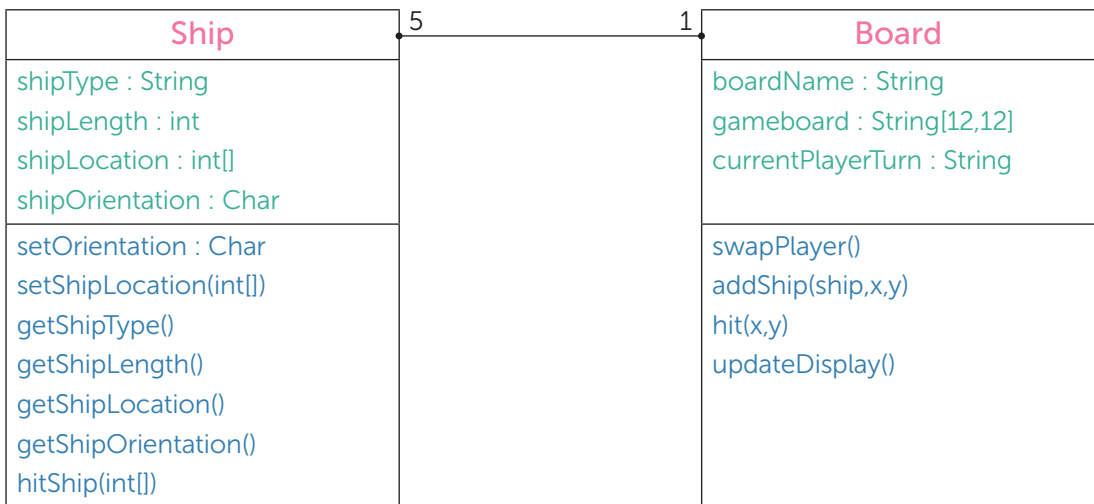 Ship
5
1
Board
shipType : String
shipLength : int
shipLocation : int[]
shipOrientation : Char
setOrientation : Char
setShipLocation(int[])
getShipType()
getShipLength()
getShipLocation()
getShipOrientation()
hitShip(int[])
boardName : String
gameboard : String[12,12]
currentPlayerTurn : String
swapPlayer()
addShip(ship,x,y)
hit(x,y)
updateDisplay()